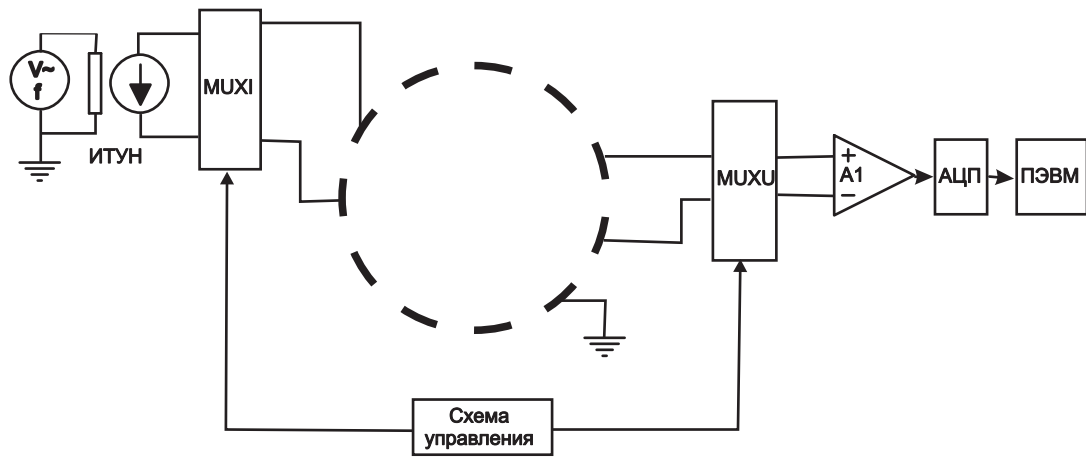 V~
f
ИТУН
MUXI
MUXU
+
A1
−
АЦП
ПЭВМ
Схема
управления